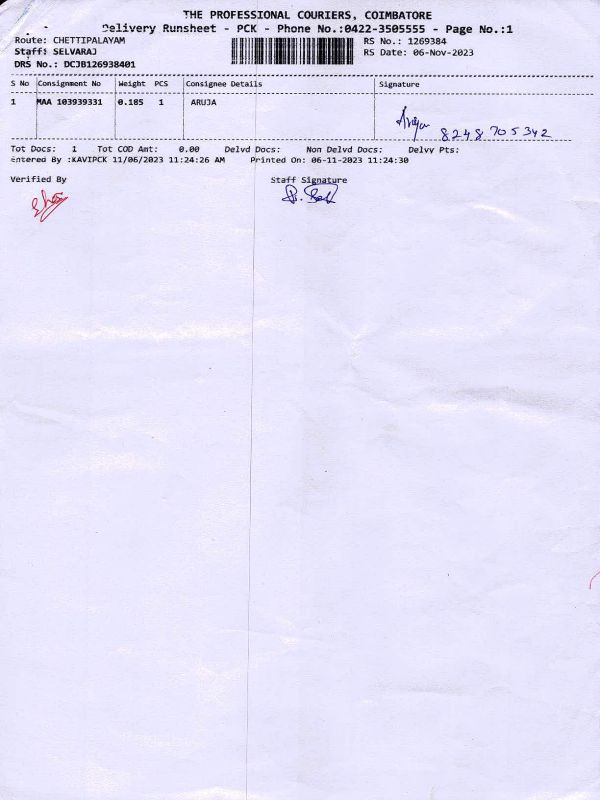 THE PROFESSIONAL COURIERS, COIMBATORE
Delivery Runsheet - PCK - Phone No.:0422-3505555 - Page No.:1
Route: CHETTIPALAYAM RS No.: 1269384
Staff: SELVARAJ RS Date: 06-Nov-2023
DRS No.: DCJB126938401
S No Consignment No Weight PCS Consignee Details Signature
1 MAA 103939331 0.185 1 ARUJA
8248705342
Tot Docs: 1 Tot COD Amt: 0.00 Delvd Docs: Non Delvd Docs: Delvy Pts:
Entered By :KAVIPCK 11/06/2023 11:24:26 AM Printed On: 06-11-2023 11:24:30
Verified By Staff Signature